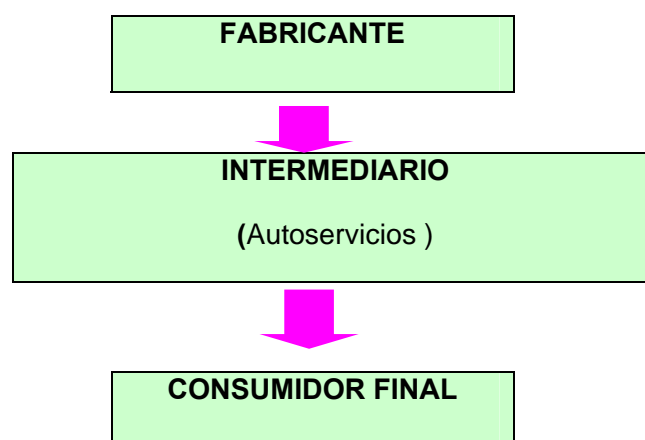 FABRICANTE
INTERMEDIARIO
(Autoservicios )
CONSUMIDOR FINAL